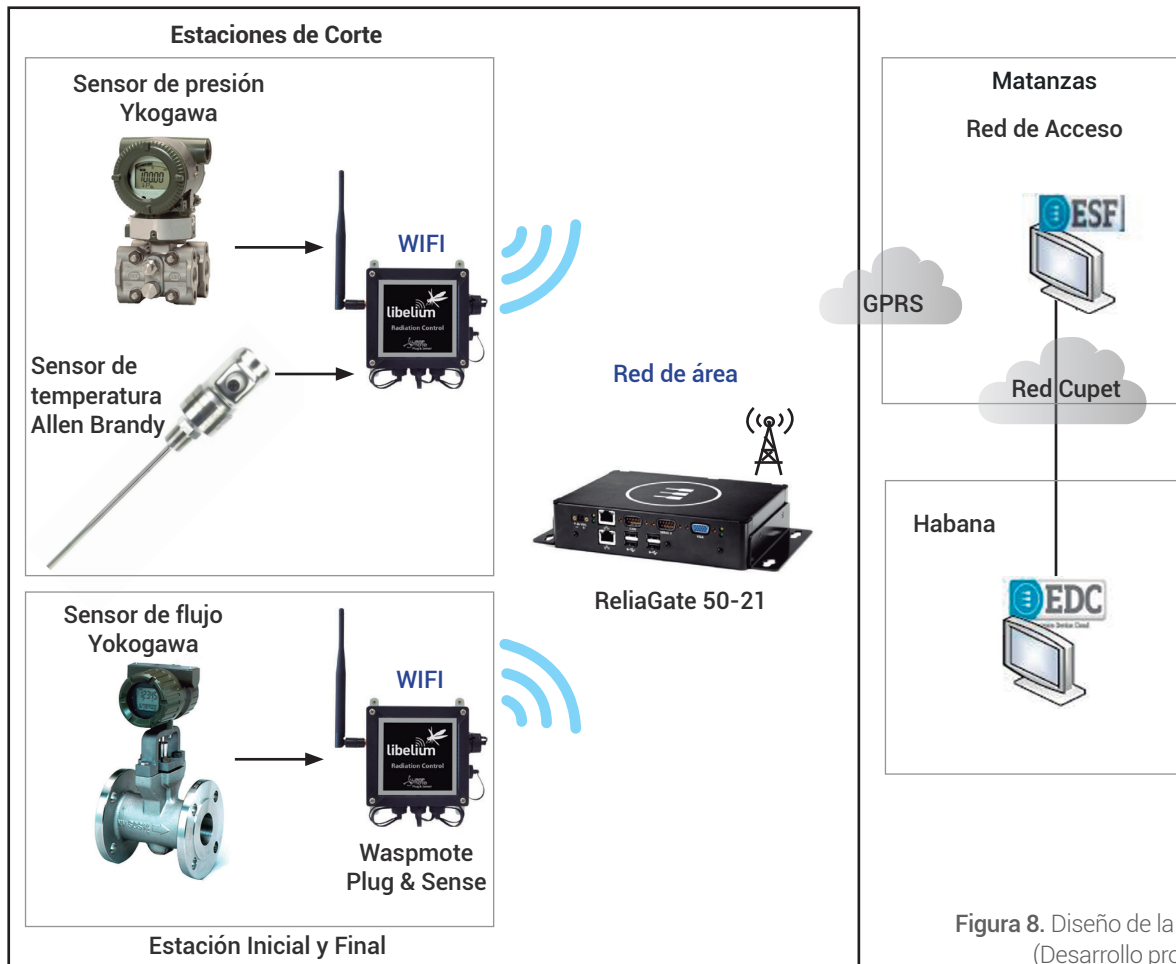 Estaciones de Corte
Sensor de presión
Ykogawa
WIFI
libelium
Radiation Control
Sensor de
temperatura
Allen Brandy
Red de área
ReliaGate 50-21
Sensor de flujo
Yokogawa
WIFI
libelium
Radiation Control
Waspmote
Plug & Sense
Estación Inicial y Final
Matanzas
Red de Acceso
ESF
GPRS
Red Cupet
Habana
EDC
Figura 8. Diseño de la
(Desarrollo pro